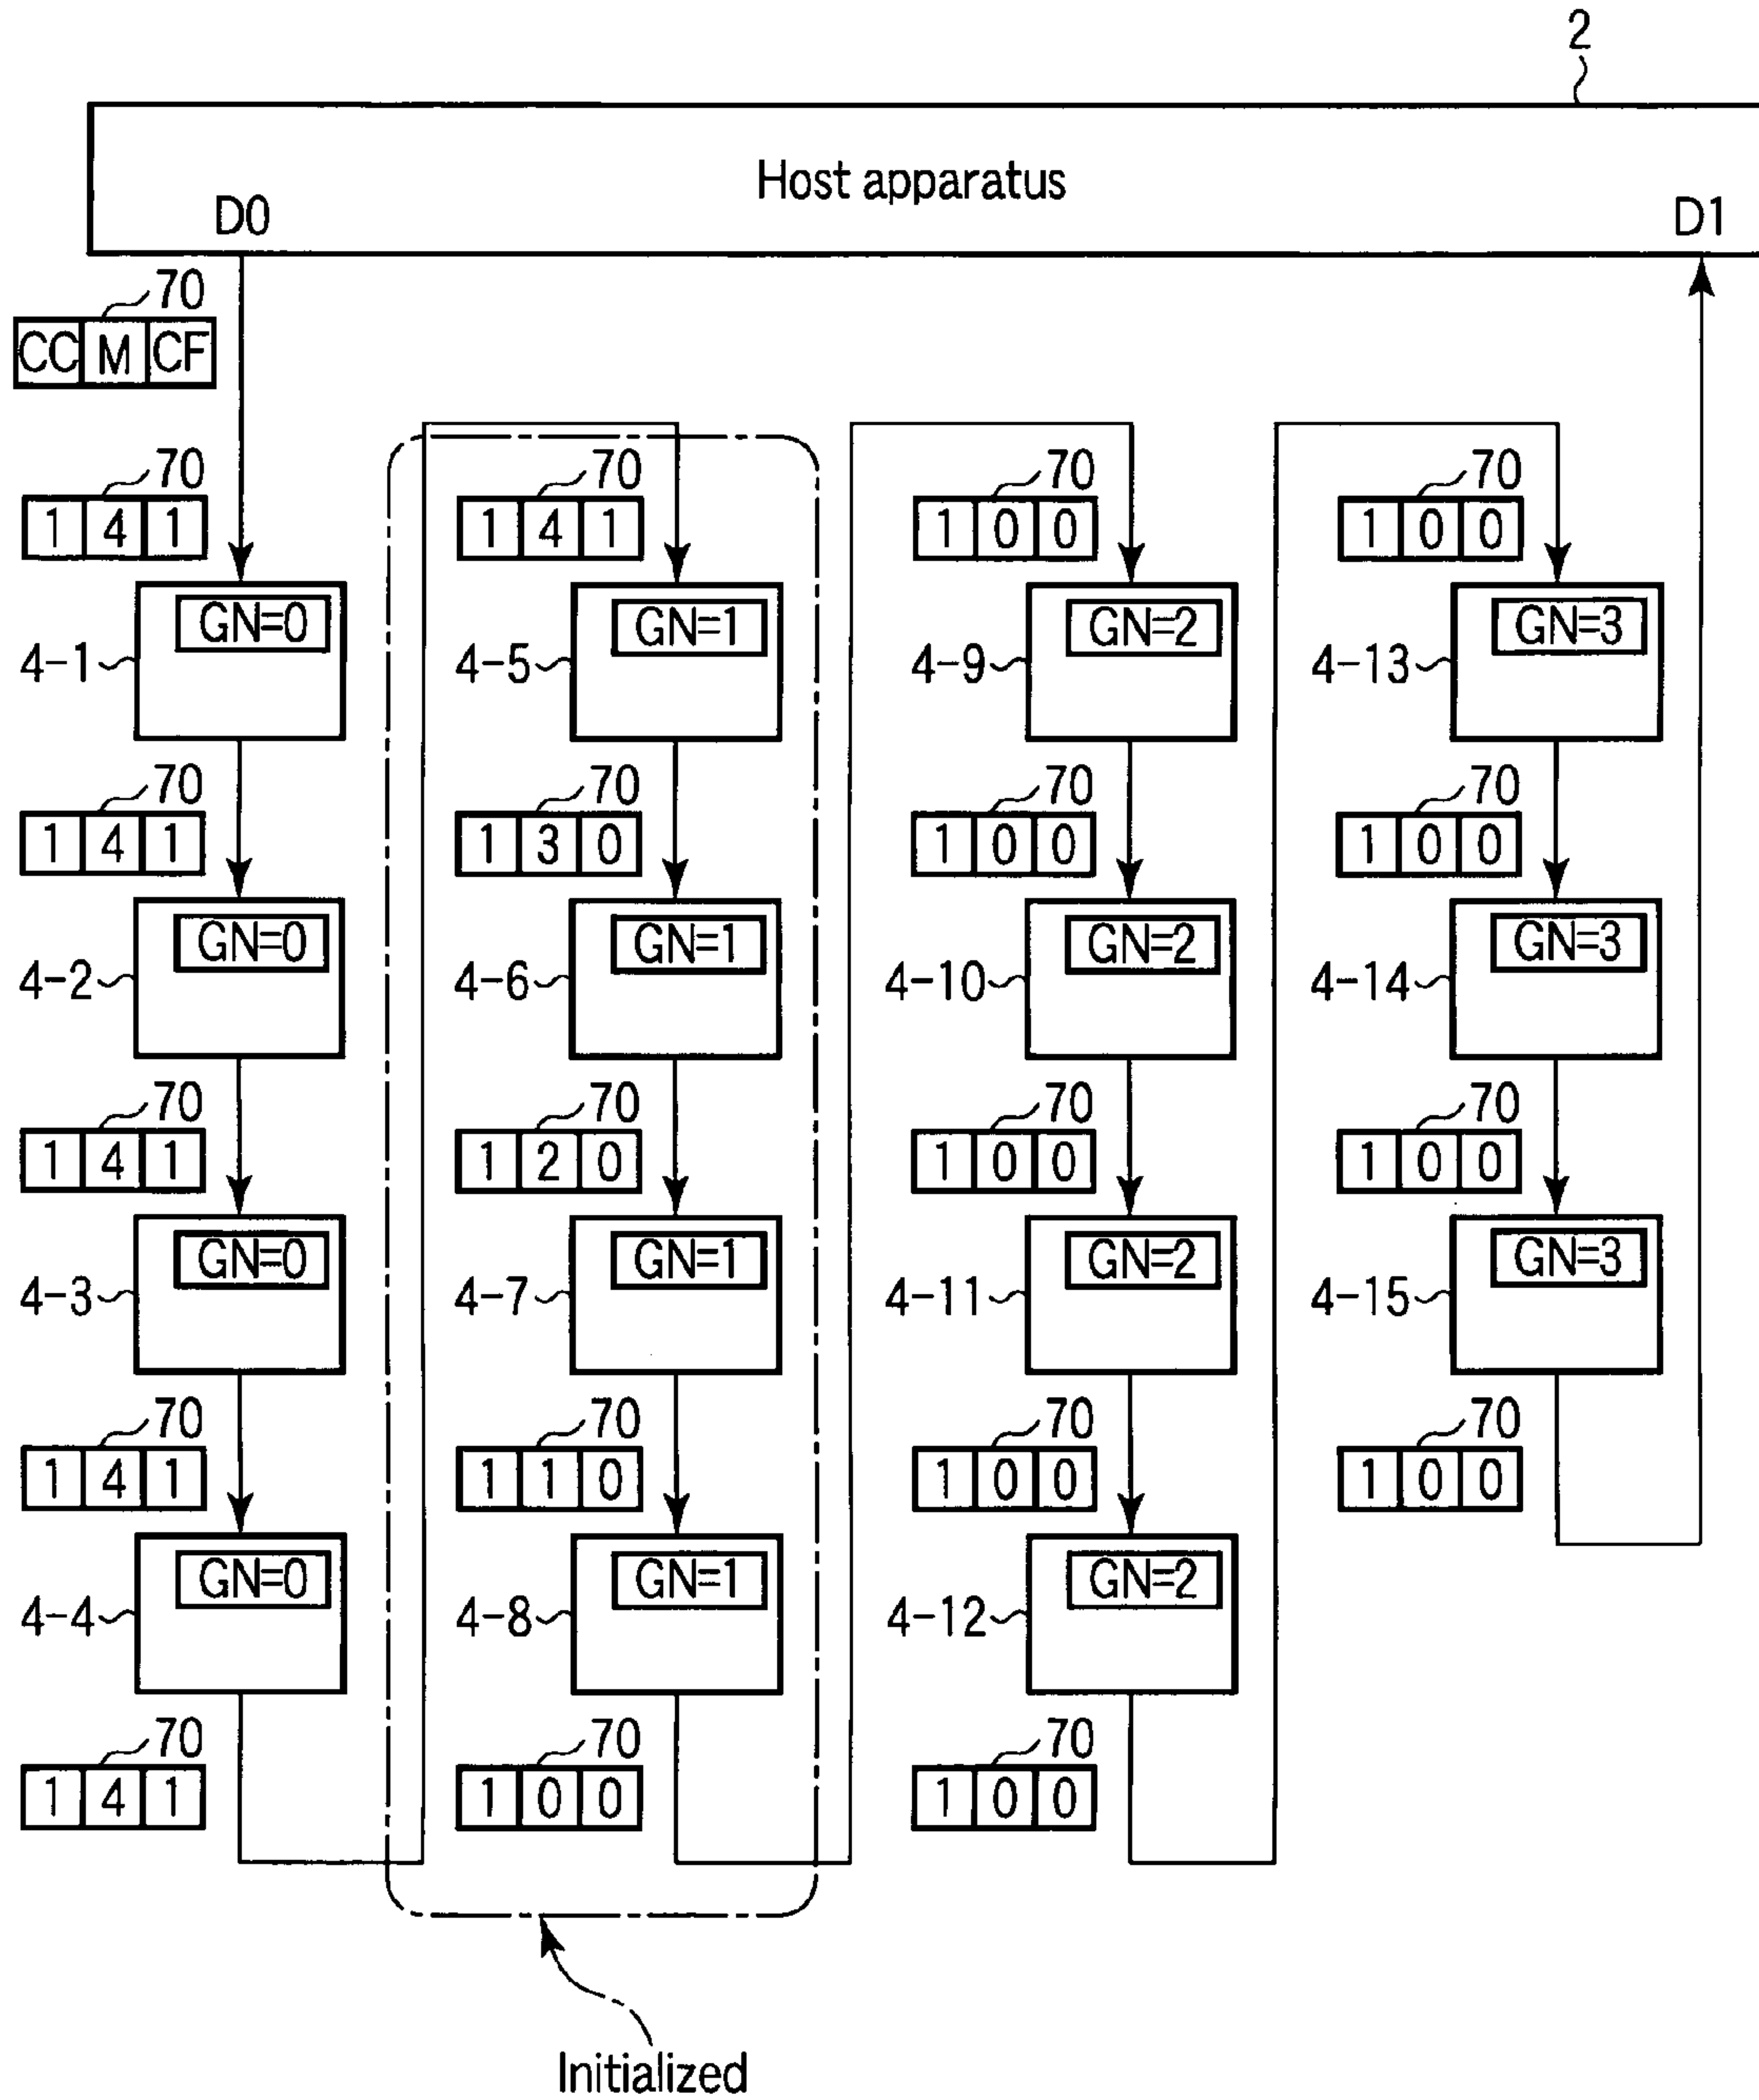 2
Host apparatus
D0
D1
70
CC M CF
70
1 4 1
70
1 4 1
70
1 0 0
70
1 0 0
GN=0
4-1
GN=1
4-5
GN=2
4-9
GN=3
4-13
70
1 4 1
70
1 3 0
70
1 0 0
70
1 0 0
GN=0
4-2
GN=1
4-6
GN=2
4-10
GN=3
4-14
70
1 4 1
70
1 2 0
70
1 0 0
70
1 0 0
GN=0
4-3
GN=1
4-7
GN=2
4-11
GN=3
4-15
70
1 4 1
70
1 1 0
70
1 0 0
70
1 0 0
GN=0
4-4
GN=1
4-8
GN=2
4-12
70
1 4 1
70
1 0 0
70
1 0 0
Initialized